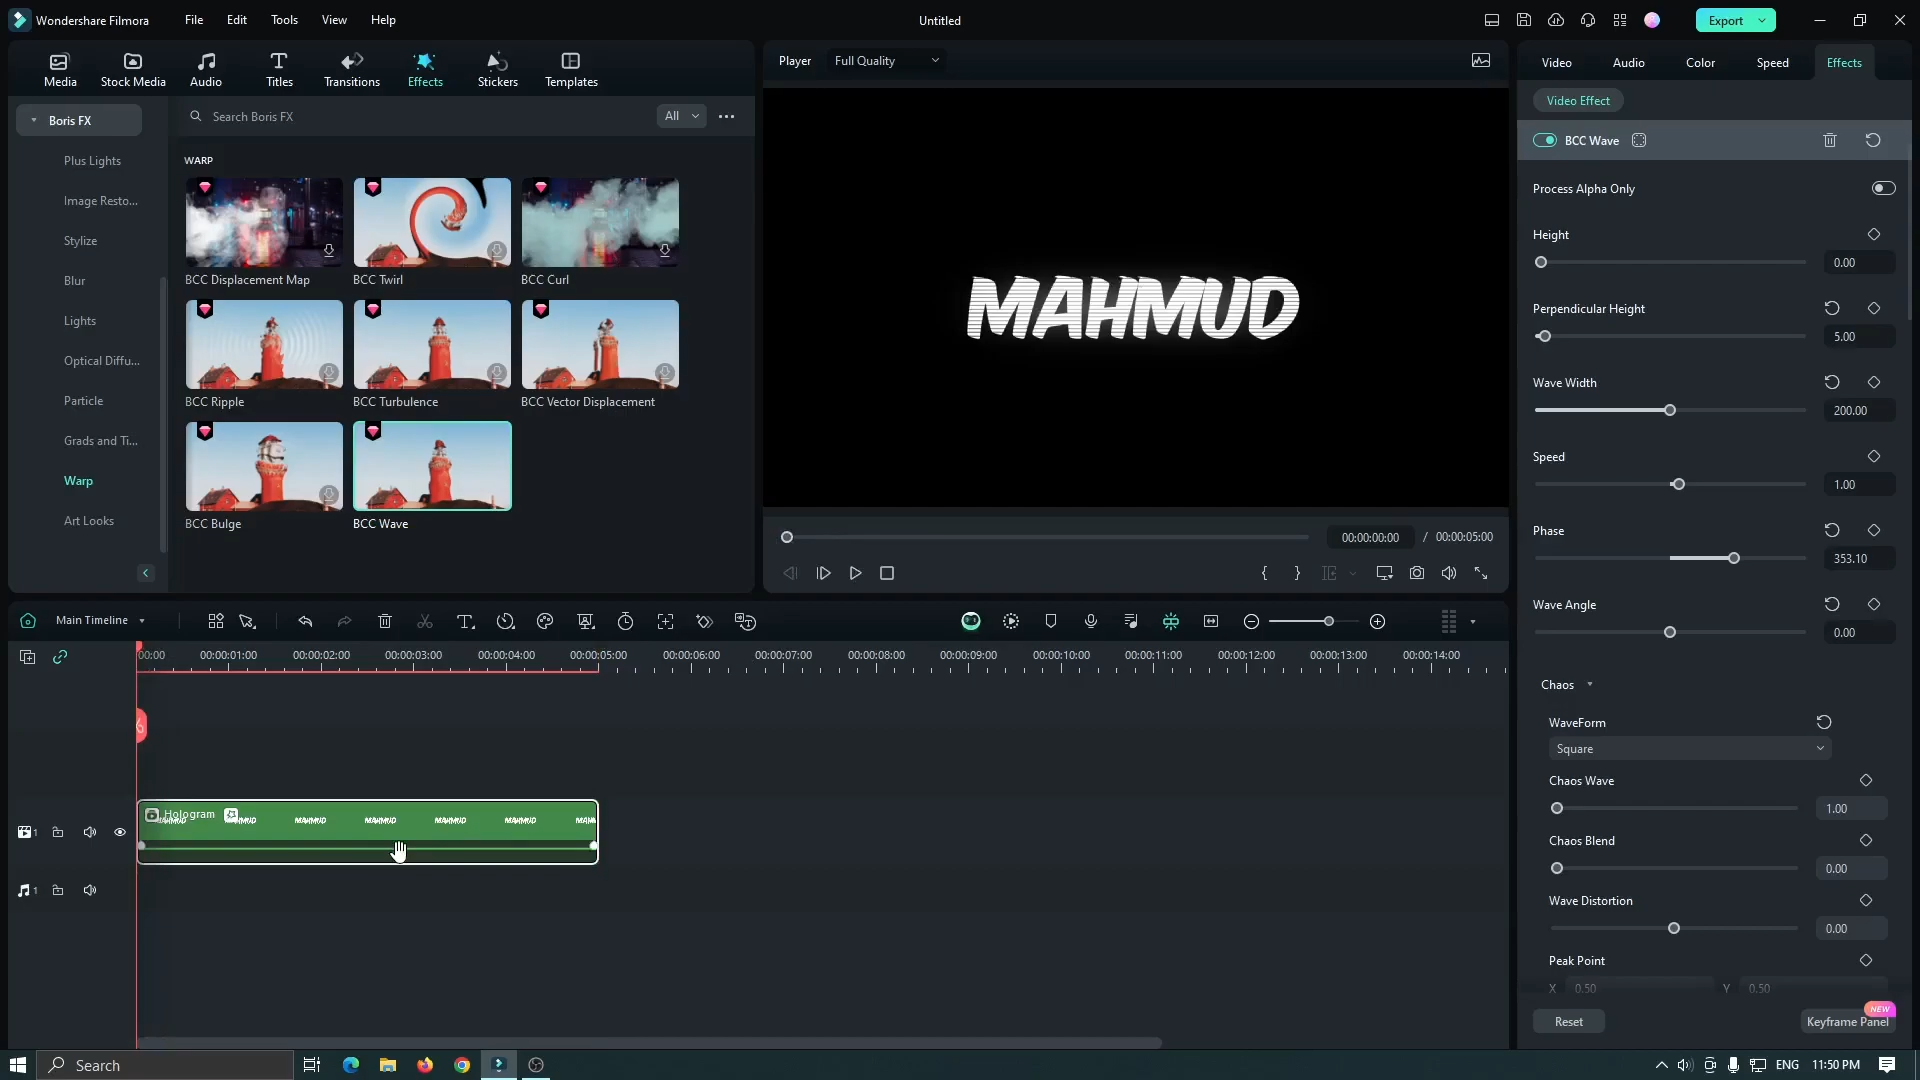 Wondershare Filmora
File
Edit
Tools
View
Help
Untitled
Export
Media
Stock Media
Audio
Titles
Transitions
Effects
Stickers
Templates
Player
Full Quality
Video
Audio
Color
Speed
Effects
Boris FX
Search Boris FX
All
Video Effect
BCC Wave
Plus Lights
Image Resto...
Stylize
Blur
Lights
Optical Diffu...
Particle
Grads and Ti...
Warp
Art Looks
WARP
BCC Displacement Map
BCC Twirl
BCC Curl
BCC Ripple
BCC Turbulence
BCC Vector Displacement
BCC Bulge
BCC Wave
MAHMUD
00:00:00:00 / 00:00:05:00
Process Alpha Only
Height
0.00
Perpendicular Height
5.00
Wave Width
200.00
Speed
1.00
Phase
353.10
Wave Angle
0.00
Chaos
WaveForm
Square
Chaos Wave
1.00
Chaos Blend
0.00
Wave Distortion
0.00
Peak Point
X 0.50 Y 0.50
Reset
NEW
Keyframe Panel
Main Timeline
00:00
00:00:01:00
00:00:02:00
00:00:03:00
00:00:04:00
00:00:05:00
00:00:06:00
00:00:07:00
00:00:08:00
00:00:09:00
00:00:10:00
00:00:11:00
00:00:12:00
00:00:13:00
00:00:14:00
Hologram
MAHMUD MAHMUD MAHMUD MAHMUD MAHMUD
1
1
Search
ENG
11:50 PM